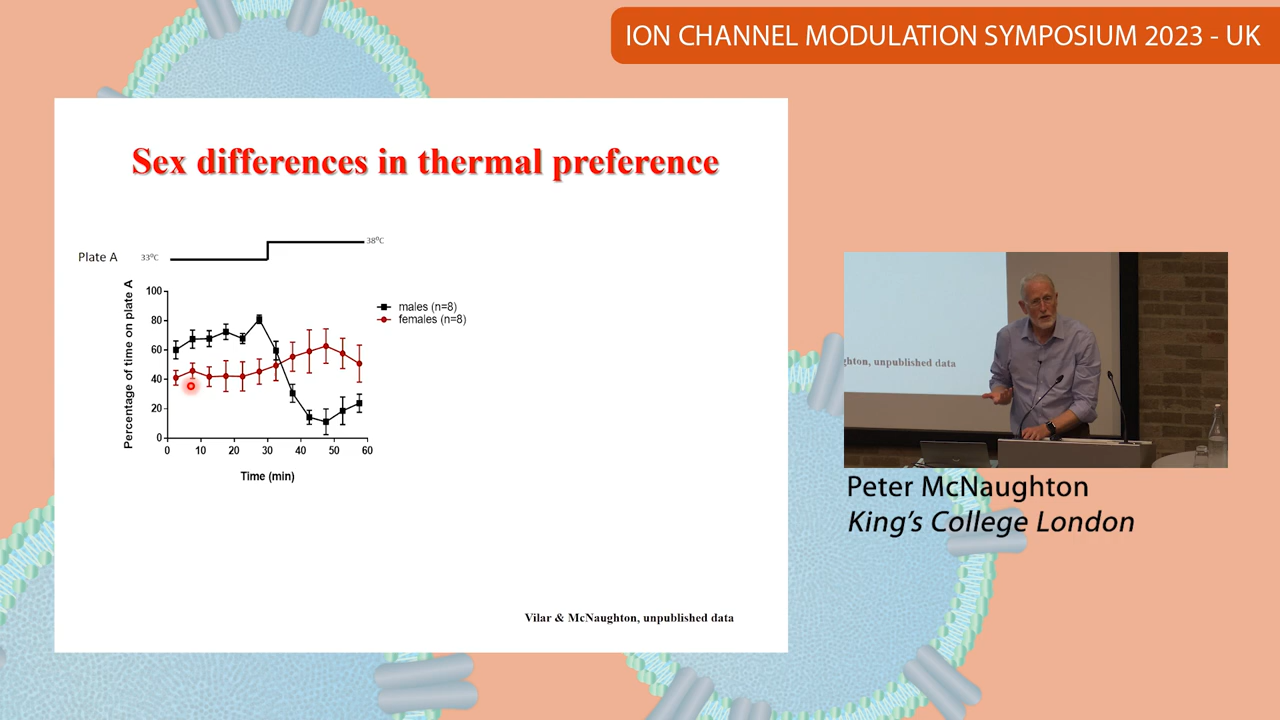 ION CHANNEL MODULATION SYMPOSIUM 2023 - UK
Sex differences in thermal preference
Plate A
33°C
38°C
Percentage of time on plate A
100
80
60
40
20
0
0 10 20 30 40 50 60
Time (min)
males (n=8)
females (n=8)
Vilar & McNaughton, unpublished data
ghton, unpublished data
Peter McNaughton
King's College London